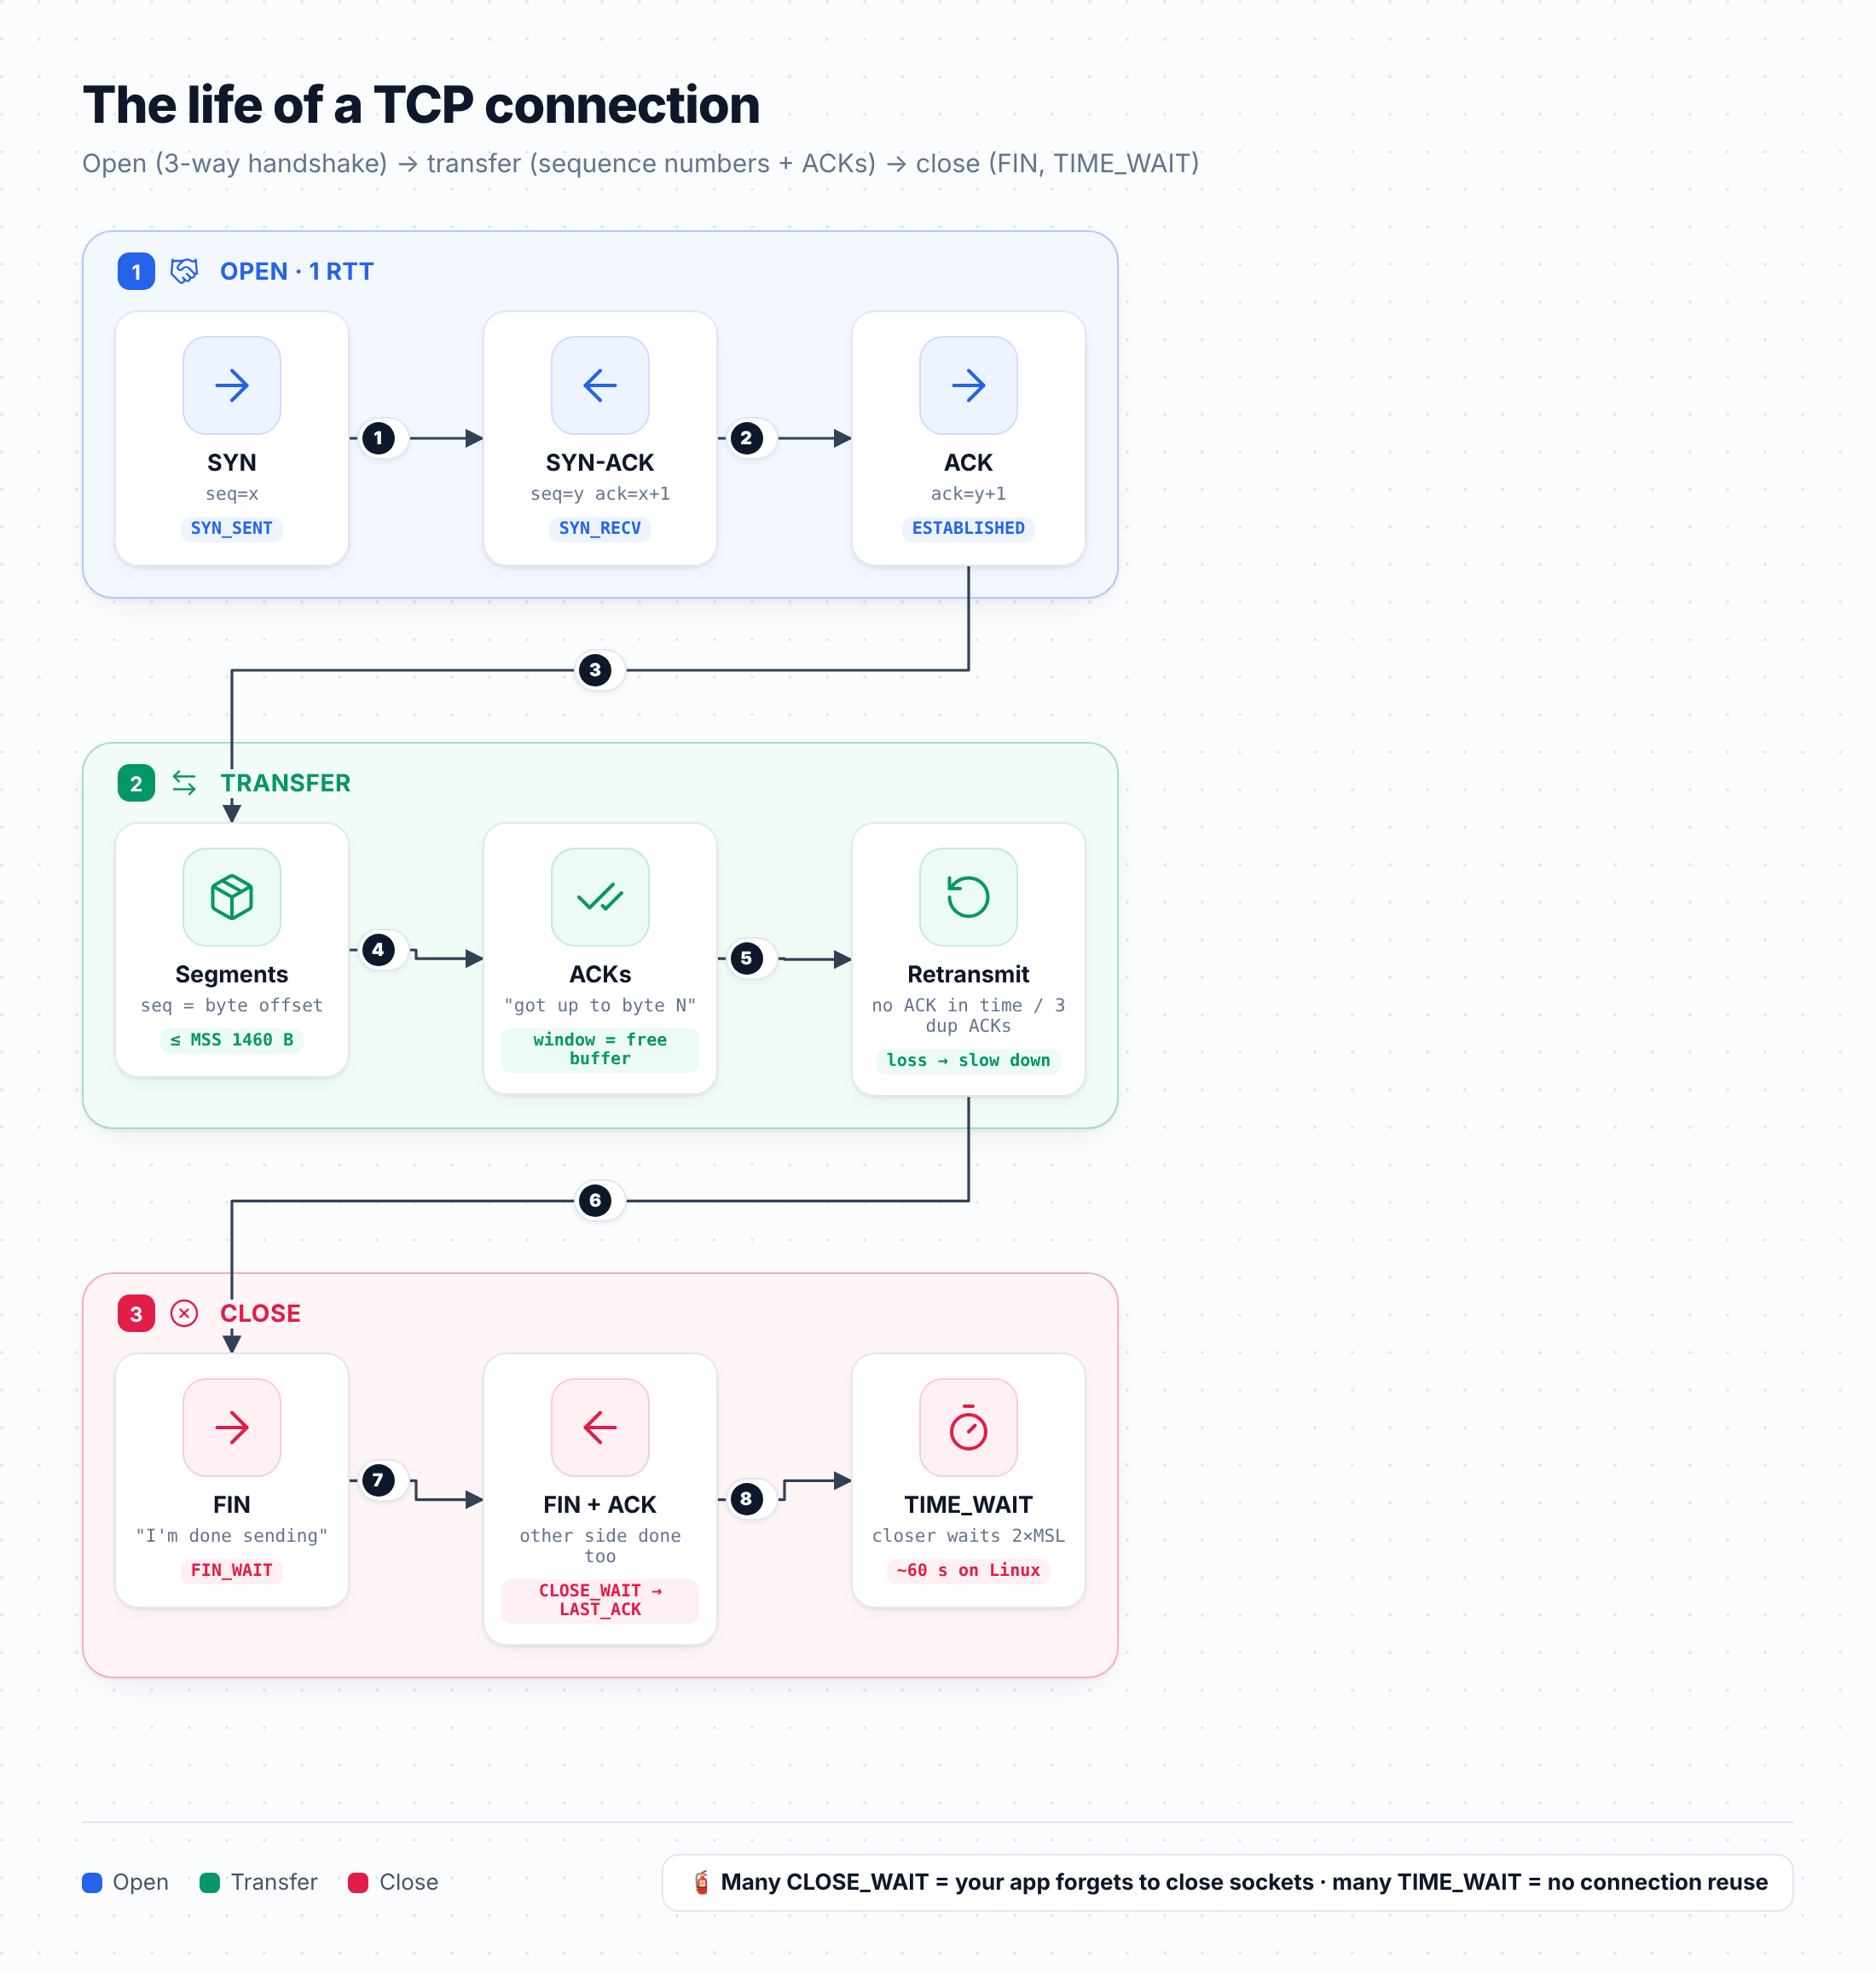 The life of a TCP connection
Open (3-way handshake) → transfer (sequence numbers + ACKs) → close (FIN, TIME_WAIT)
1 OPEN · 1 RTT
SYN
seq=x
SYN_SENT
1
SYN-ACK
seq=y ack=x+1
SYN_RECV
2
ACK
ack=y+1
ESTABLISHED
3
2 TRANSFER
Segments
seq = byte offset
≤ MSS 1460 B
4
ACKs
"got up to byte N"
window = free
buffer
5
Retransmit
no ACK in time / 3
dup ACKs
loss → slow down
6
3 CLOSE
FIN
"I'm done sending"
FIN_WAIT
7
FIN + ACK
other side done
too
CLOSE_WAIT →
LAST_ACK
8
TIME_WAIT
closer waits 2×MSL
~60 s on Linux
Open Transfer Close
🧯 Many CLOSE_WAIT = your app forgets to close sockets · many TIME_WAIT = no connection reuse